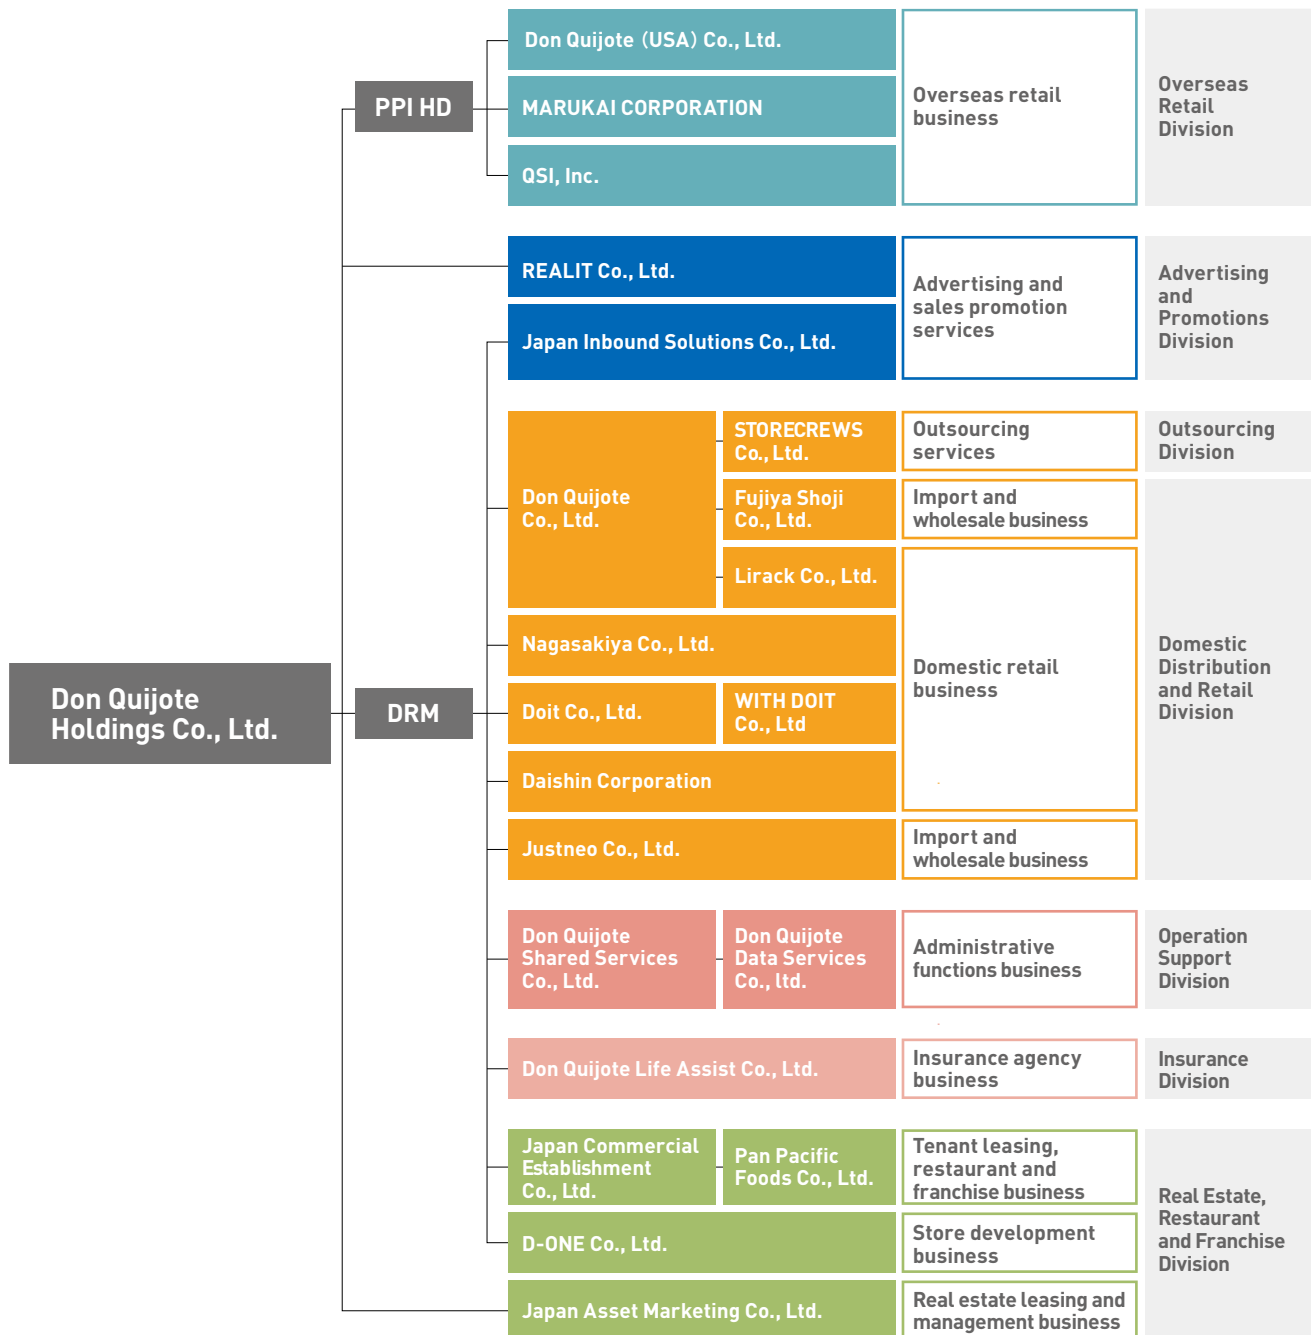 Don Quijote (USA) Co., Ltd.
PPI HD
MARUKAI CORPORATION
QSI, Inc.
Overseas retail
business
Overseas
Retail
Division
REALIT Co., Ltd.
Japan Inbound Solutions Co., Ltd.
Advertising and
sales promotion
services
Advertising
and
Promotions
Division
Don Quijote
Co., Ltd.
STORECREWS
Co., Ltd.
Outsourcing
services
Outsourcing
Division
Fujiya Shoji
Co., Ltd.
Import and
wholesale business
Lirack Co., Ltd.
Nagasakiya Co., Ltd.
Domestic retail
business
Domestic
Distribution
and Retail
Division
Don Quijote
Holdings Co., Ltd.
DRM
Doit Co., Ltd.
WITH DOIT
Co., Ltd
Daishin Corporation
Justneo Co., Ltd.
Import and
wholesale business
Don Quijote
Shared Services
Co., Ltd.
Don Quijote
Data Services
Co., ltd.
Administrative
functions business
Operation
Support
Division
Don Quijote Life Assist Co., Ltd.
Insurance agency
business
Insurance
Division
Japan Commercial
Establishment
Co., Ltd.
Pan Pacific
Foods Co., Ltd.
Tenant leasing,
restaurant and
franchise business
Real Estate,
Restaurant
and Franchise
Division
D-ONE Co., Ltd.
Store development
business
Japan Asset Marketing Co., Ltd.
Real estate leasing and
management business